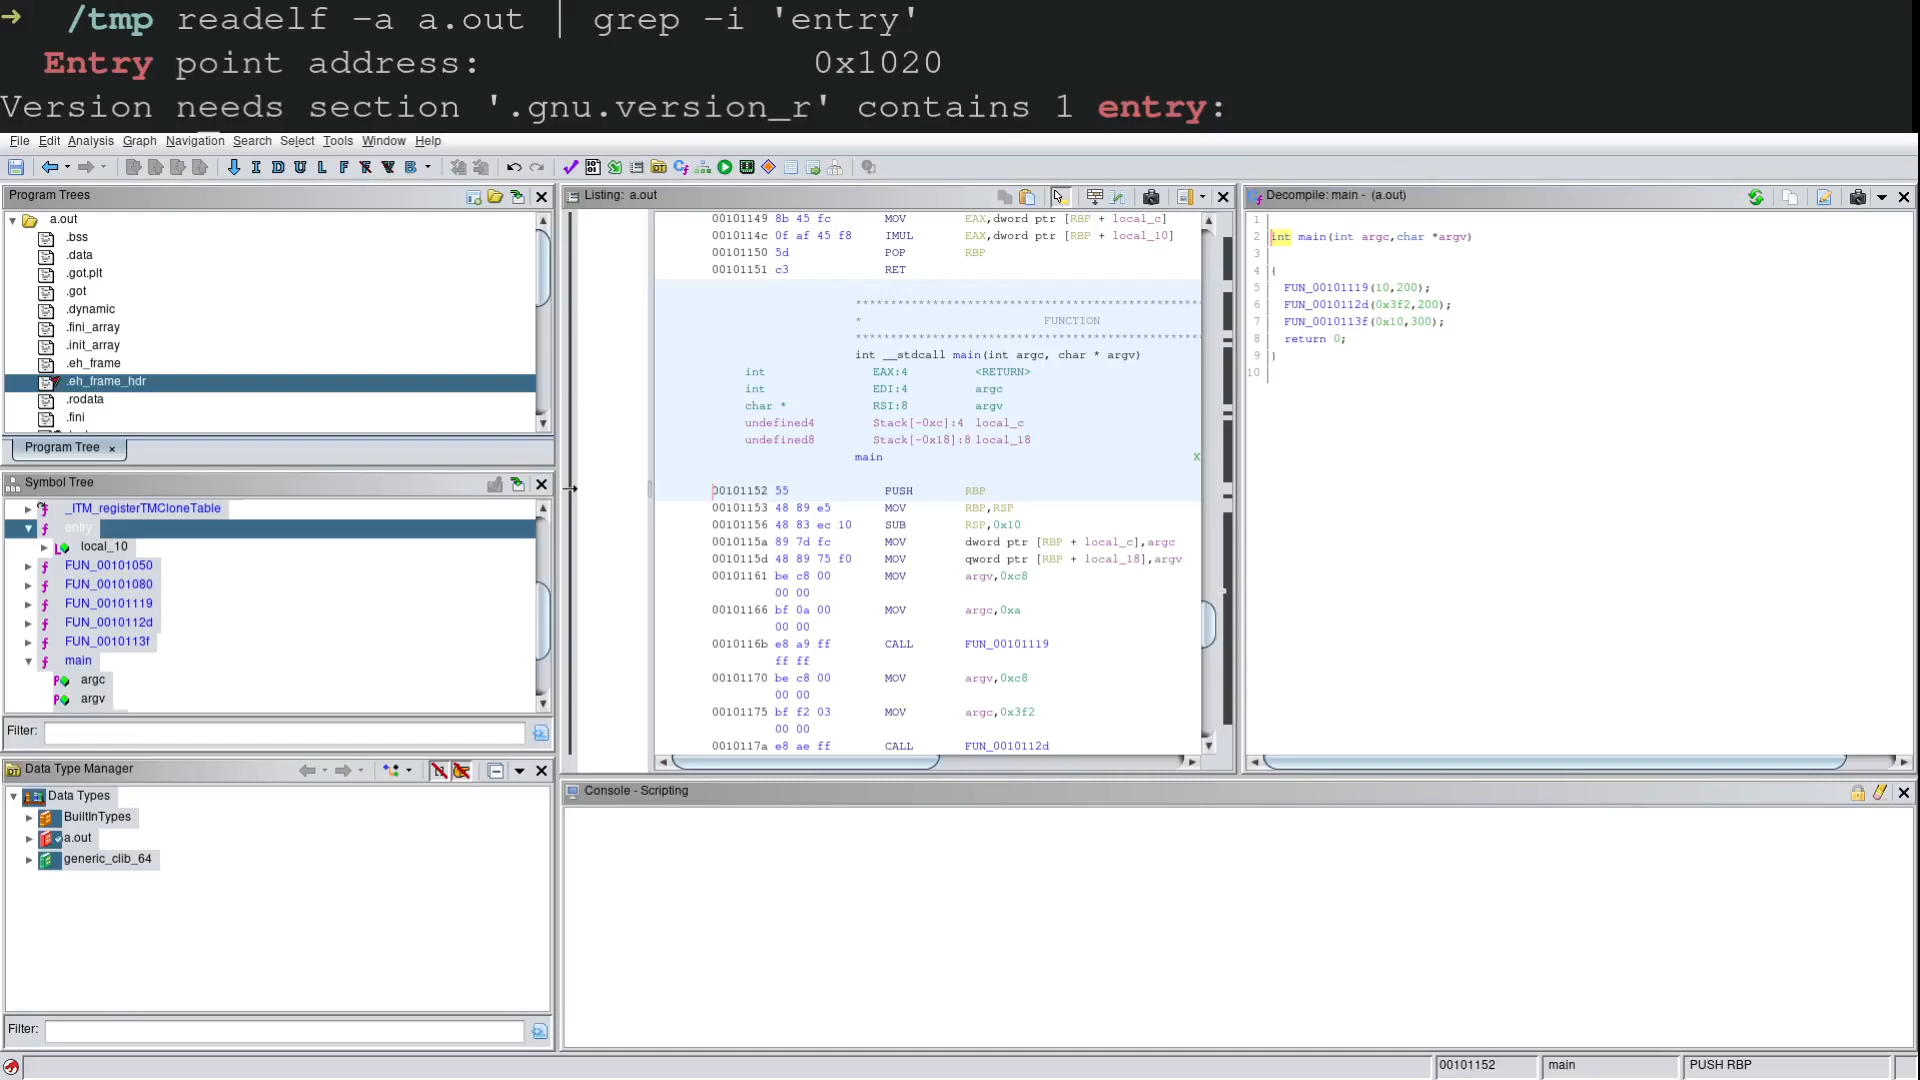 ➜  /tmp readelf -a a.out | grep -i 'entry'
Entry point address:               0x1020
Version needs section '.gnu.version_r' contains 1 entry:
File Edit Analysis Graph Navigation Search Select Tools Window Help
I D U L F R V B
Program Trees
a.out
.bss
.data
.got.plt
.got
.dynamic
.fini_array
.init_array
.eh_frame
.eh_frame_hdr
.rodata
.fini
Program Tree ×
Symbol Tree
_ITM_registerTMCloneTable
entry
local_10
FUN_00101050
FUN_00101080
FUN_00101119
FUN_0010112d
FUN_0010113f
main
argc
argv
Filter:
Data Type Manager
Data Types
BuiltInTypes
a.out
generic_clib_64
Filter:
Listing: a.out
00101149 8b 45 fc MOV EAX,dword ptr [RBP + local_c]
0010114c 0f af 45 f8 IMUL EAX,dword ptr [RBP + local_10]
00101150 5d POP RBP
00101151 c3 RET
*************************************************
* FUNCTION
*************************************************
int __stdcall main(int argc, char * argv)
int EAX:4 <RETURN>
int EDI:4 argc
char * RSI:8 argv
undefined4 Stack[-0xc]:4 local_c
undefined8 Stack[-0x18]:8 local_18
main X
00101152 55 PUSH RBP
00101153 48 89 e5 MOV RBP,RSP
00101156 48 83 ec 10 SUB RSP,0x10
0010115a 89 7d fc MOV dword ptr [RBP + local_c],argc
0010115d 48 89 75 f0 MOV qword ptr [RBP + local_18],argv
00101161 be c8 00 MOV argv,0xc8
00 00
00101166 bf 0a 00 MOV argc,0xa
00 00
0010116b e8 a9 ff CALL FUN_00101119
ff ff
00101170 be c8 00 MOV argv,0xc8
00 00
00101175 bf f2 03 MOV argc,0x3f2
00 00
0010117a e8 ae ff CALL FUN_0010112d
Decompile: main - (a.out)
1
2 int main(int argc,char *argv)
3
4 {
5 FUN_00101119(10,200);
6 FUN_0010112d(0x3f2,200);
7 FUN_0010113f(0x10,300);
8 return 0;
9 }
10
Console - Scripting
00101152 main PUSH RBP